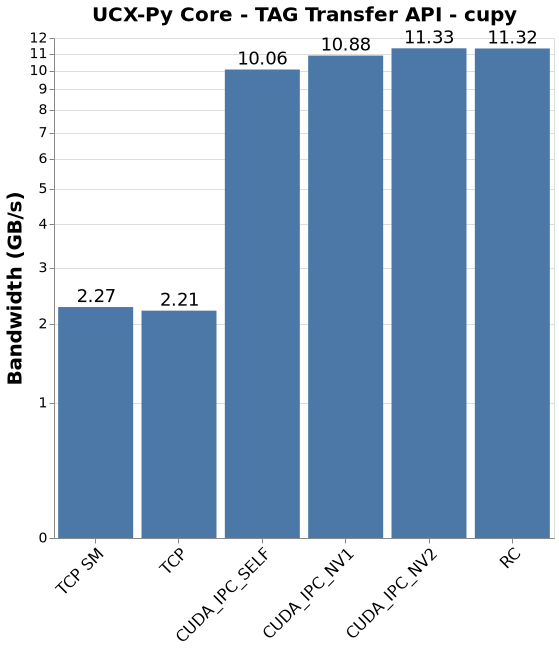 UCX-Py Core - TAG Transfer API - cupy
Bandwidth (GB/s)
12
11
10
9
8
7
6
5
4
3
2
1
0
2.27
2.21
10.06
10.88
11.33
11.32
TCP SM
TCP
CUDA_IPC_SELF
CUDA_IPC_NV1
CUDA_IPC_NV2
RC